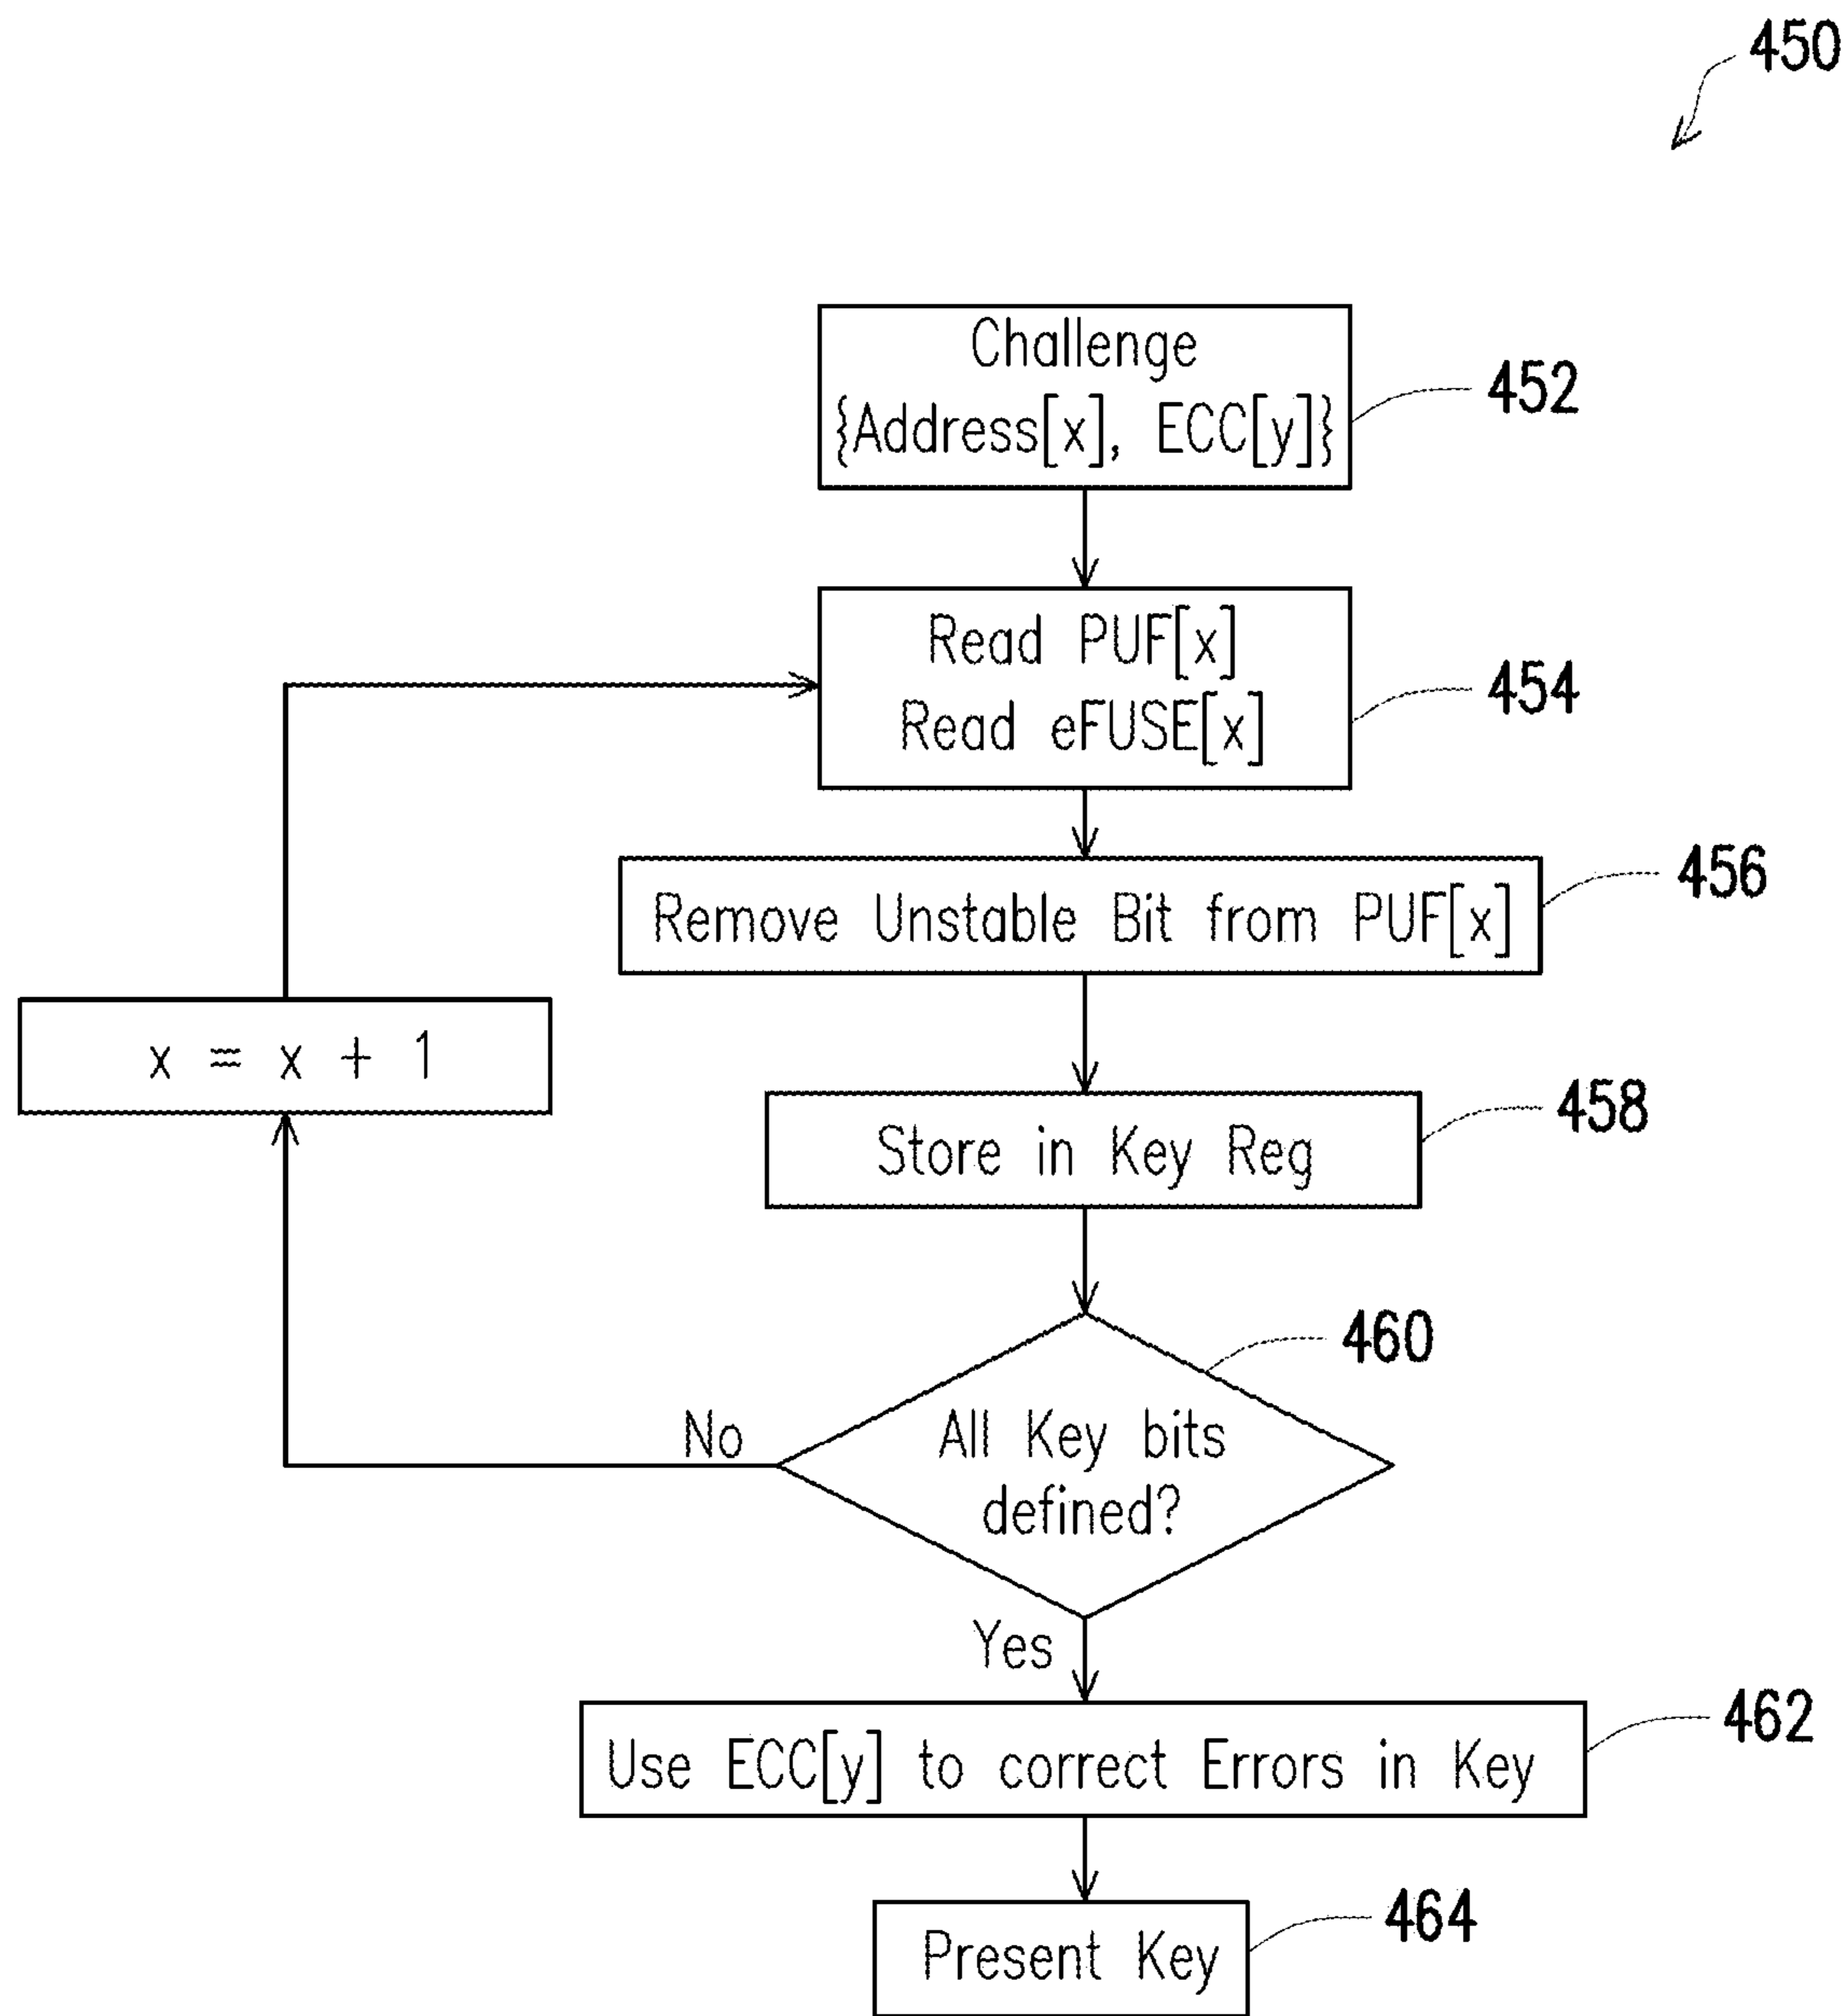 450
Challenge
{Address[x], ECC[y]}
452
Read PUF[x]
Read eFUSE[x]
454
Remove Unstable Bit from PUF[x]
456
x = x + 1
Store in Key Reg
458
460
All Key bits
defined?
No
Yes
Use ECC[y] to correct Errors in Key
462
Present Key
464